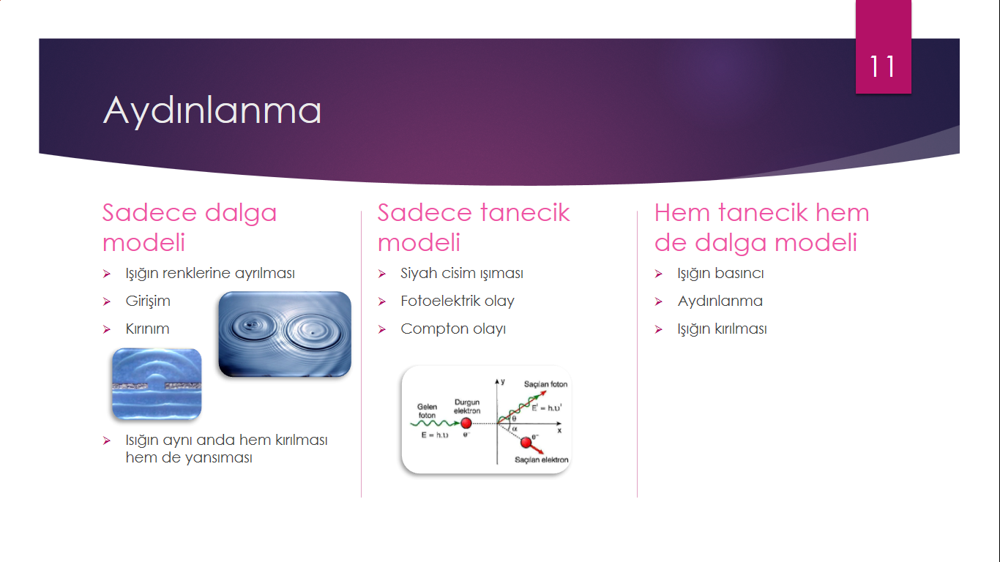 11
Aydınlanma
Sadece dalga
modeli
Işığın renklerine ayrılması
Girişim
Kırınım
Isığın aynı anda hem kırılması
hem de yansıması
Sadece tanecik
modeli
Siyah cisim ışıması
Fotoelektrik olay
Compton olayı
y
Saçılan foton
Gelen
foton
Durgun
elektron
E' = h.υ'
θ
α
x
E = h.υ
e⁻
e⁻
Saçılan elektron
Hem tanecik hem
de dalga modeli
Işığın basıncı
Aydınlanma
Işığın kırılması